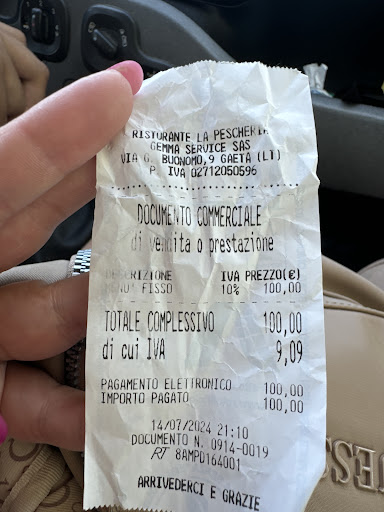 RISTORANTE LA PESCHERIA
GEMMA SERVICE SAS
VIA G. BUONOMO,9 GAETA (LT)
P. IVA 02712050596
DOCUMENTO COMMERCIALE
di vendita o prestazione
DESCRIZIONE IVA PREZZO(€)
MENU FISSO 10% 100,00
TOTALE COMPLESSIVO 100,00
di cui IVA 9,09
PAGAMENTO ELETTRONICO 100,00
IMPORTO PAGATO 100,00
14/07/2024 21:10
DOCUMENTO N. 0914-0019
RT 8AMPD164001
ARRIVEDERCI E GRAZIE